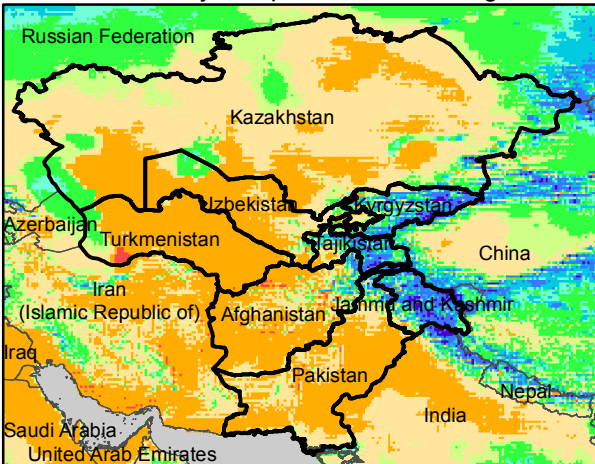 Russian Federation
Kazakhstan
Uzbekistan
Kyrgyzstan
Azerbaijan
Turkmenistan
Tajikistan
China
Iran
(Islamic Republic of)
Afghanistan
Jammu and Kashmir
Iraq
Pakistan
Nepal
India
Saudi Arabia
United Arab Emirates